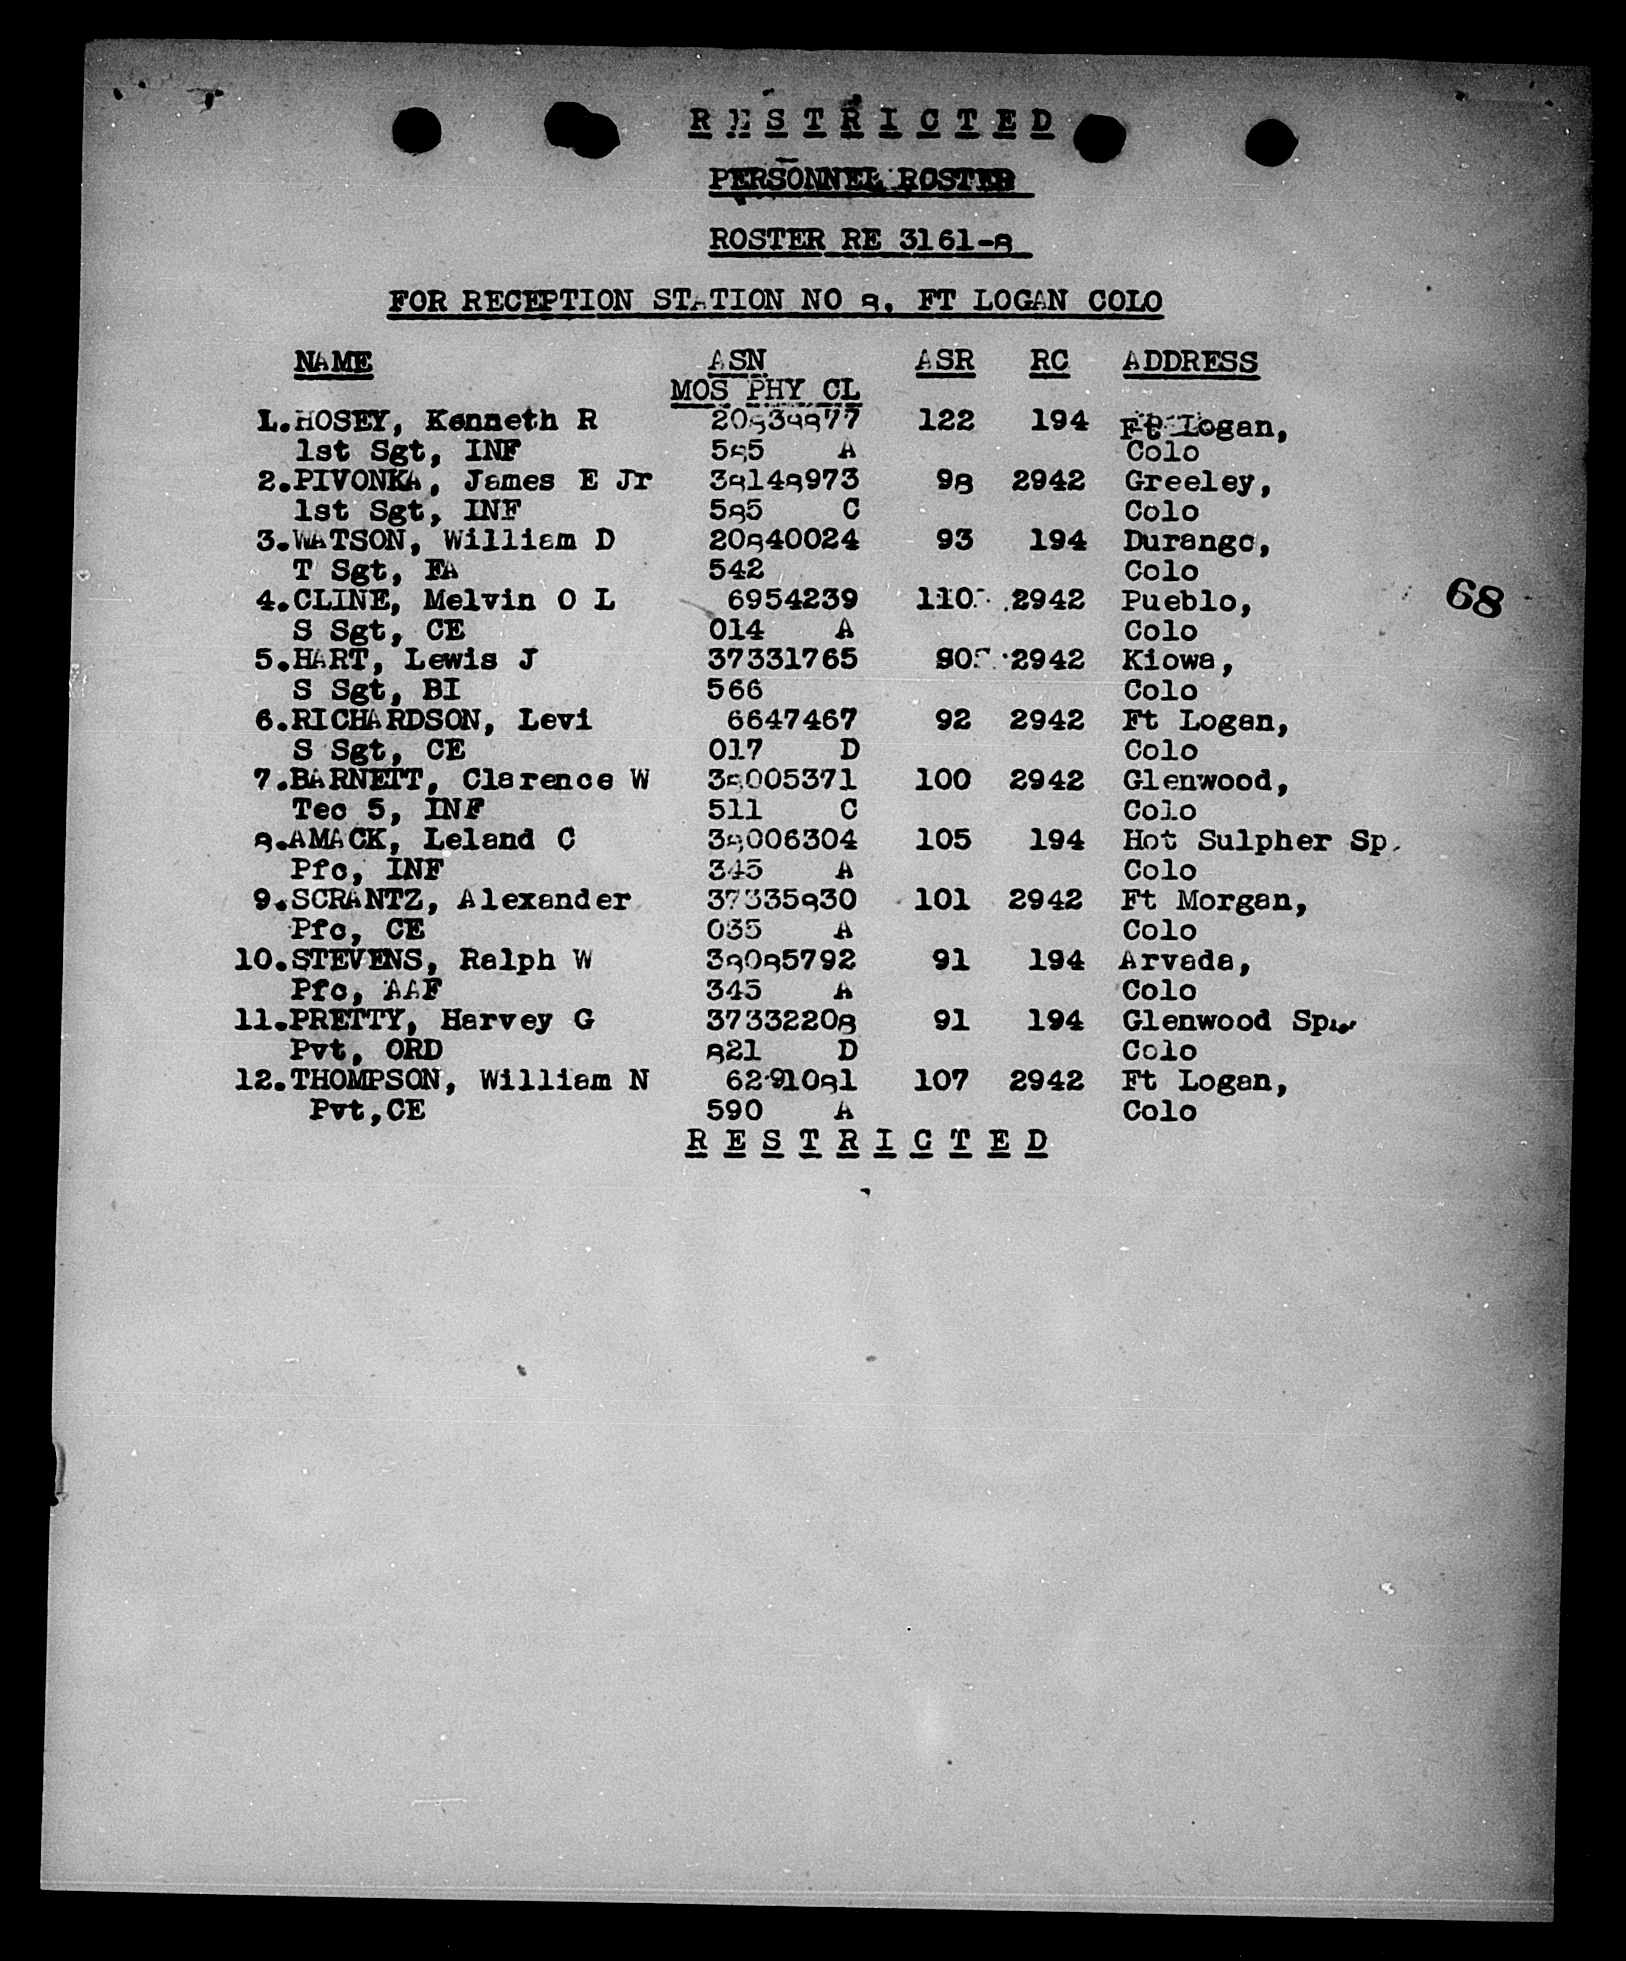 RESTRICTED
PERSONNEL ROSTER
ROSTER RE 3161-8
FOR RECEPTION STATION NO 8, FT LOGAN COLO
NAME ASN ASR RC ADDRESS
MOS PHY CL
1.HOSEY, Kenneth R 20839877 122 194 Ft Logan,
1st Sgt, INF 585 A Colo
2.PIVONKA, James E Jr 38148973 98 2942 Greeley,
1st Sgt, INF 585 C Colo
3.WATSON, William D 20840024 93 194 Durango,
T Sgt, FA 542 Colo
4.CLINE, Melvin O L 6954239 110 2942 Pueblo,
S Sgt, CE 014 A Colo
68
5.HART, Lewis J 37331765 90 2942 Kiowa,
S Sgt, BI 566 Colo
6.RICHARDSON, Levi 6647467 92 2942 Ft Logan,
S Sgt, CE 017 D Colo
7.BARNETT, Clarence W 38005371 100 2942 Glenwood,
Tec 5, INF 511 C Colo
8.AMACK, Leland C 38006304 105 194 Hot Sulpher Sp.
Pfc, INF 345 A Colo
9.SCRANTZ, Alexander 37335830 101 2942 Ft Morgan,
Pfc, CE 035 A Colo
10.STEVENS, Ralph W 38085792 91 194 Arvada,
Pfc, AAF 345 A Colo
11.PRETTY, Harvey G 37332208 91 194 Glenwood Sp.
Pvt, ORD 821 D Colo
12.THOMPSON, William N 6291081 107 2942 Ft Logan,
Pvt,CE 590 A Colo
RESTRICTED